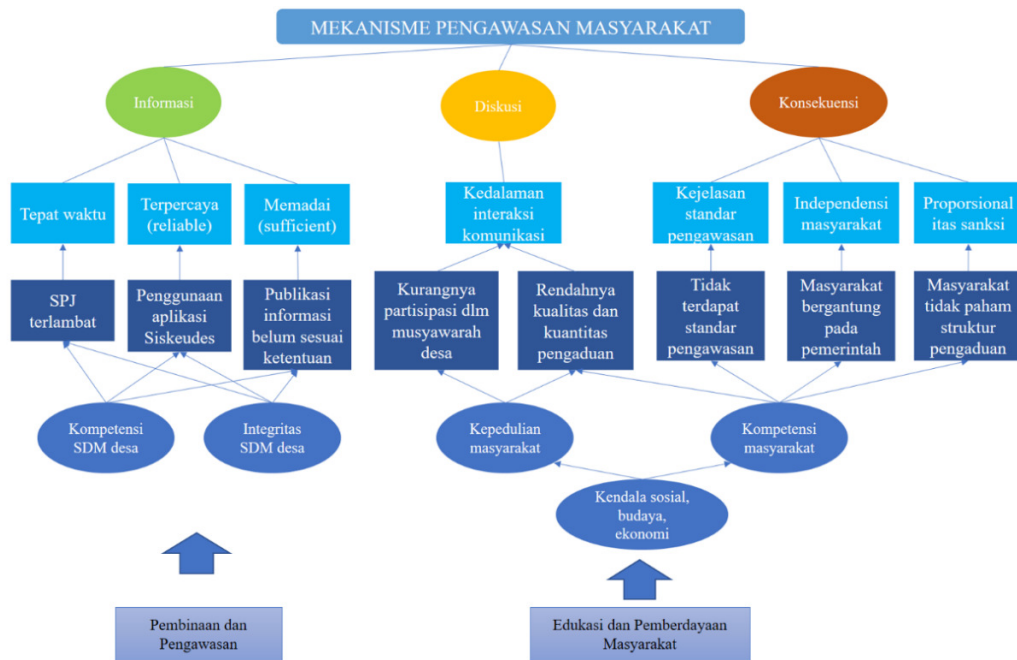 MEKANISME PENGAWASAN MASYARAKAT
Informasi
Diskusi
Konsekuensi
Tepat waktu
Terpercaya
(reliable)
Memadai
(sufficient)
Kedalaman
interaksi
komunikasi
Kejelasan
standar
pengawasan
Independensi
masyarakat
Proporsional
itas sanksi
SPJ
terlambat
Penggunaan
aplikasi
Siskeudes
Publikasi
informasi
belum sesuai
ketentuan
Kurangnya
partisipasi dlm
musyawarah
desa
Rendahnya
kualitas dan
kuantitas
pengaduan
Tidak
terdapat
standar
pengawasan
Masyarakat
bergantung
pada
pemerintah
Masyarakat
tidak paham
struktur
pengaduan
Kompetensi
SDM desa
Integritas
SDM desa
Kepedulian
masyarakat
Kompetensi
masyarakat
Kendala sosial,
budaya,
ekonomi
Pembinaan dan
Pengawasan
Edukasi dan Pemberdayaan
Masyarakat